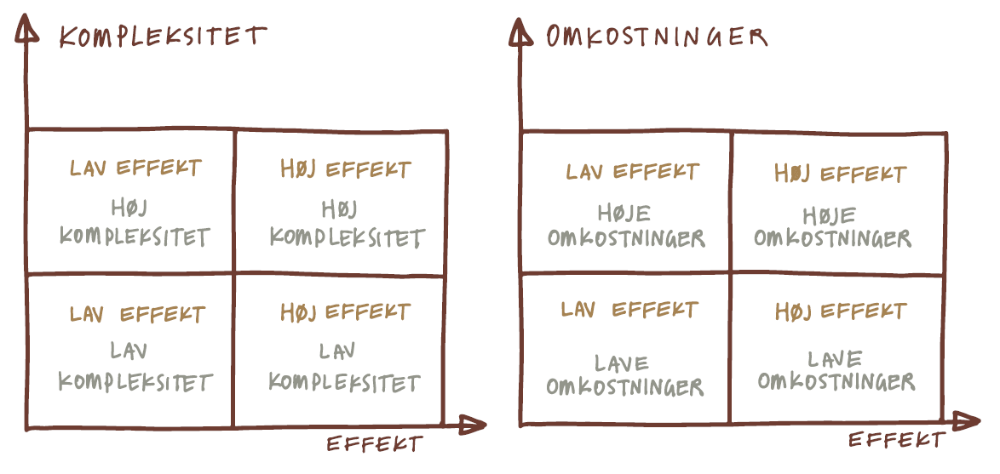 KOMPLEKSITET
LAV EFFEKT
HØJ
KOMPLEKSITET
HØJ EFFEKT
HØJ
KOMPLEKSITET
LAV EFFEKT
LAV
KOMPLEKSITET
HØJ EFFEKT
LAV
KOMPLEKSITET
EFFEKT
OMKOSTNINGER
LAV EFFEKT
HØJE
OMKOSTNINGER
HØJ EFFEKT
HØJE
OMKOSTNINGER
LAV EFFEKT
LAVE
OMKOSTNINGER
HØJ EFFEKT
LAVE
OMKOSTNINGER
EFFEKT